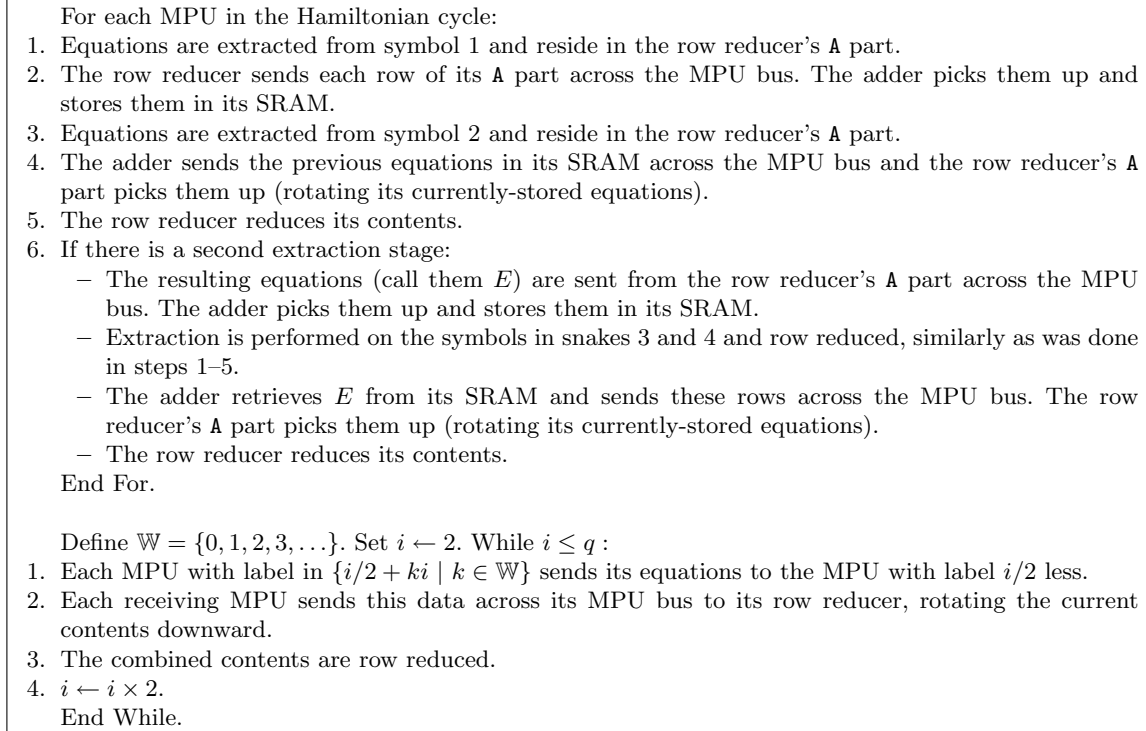 For each MPU in the Hamiltonian cycle:
1. Equations are extracted from symbol 1 and reside in the row reducer's A part.
2. The row reducer sends each row of its A part across the MPU bus. The adder picks them up and
stores them in its SRAM.
3. Equations are extracted from symbol 2 and reside in the row reducer's A part.
4. The adder sends the previous equations in its SRAM across the MPU bus and the row reducer's A
part picks them up (rotating its currently-stored equations).
5. The row reducer reduces its contents.
6. If there is a second extraction stage:
– The resulting equations (call them E) are sent from the row reducer's A part across the MPU
bus. The adder picks them up and stores them in its SRAM.
– Extraction is performed on the symbols in snakes 3 and 4 and row reduced, similarly as was done
in steps 1–5.
– The adder retrieves E from its SRAM and sends these rows across the MPU bus. The row
reducer's A part picks them up (rotating its currently-stored equations).
– The row reducer reduces its contents.
End For.
Define 𝕎 = {0, 1, 2, 3, . . .}. Set i ← 2. While i ≤ q :
1. Each MPU with label in {i/2 + ki | k ∈ 𝕎} sends its equations to the MPU with label i/2 less.
2. Each receiving MPU sends this data across its MPU bus to its row reducer, rotating the current
contents downward.
3. The combined contents are row reduced.
4. i ← i × 2.
End While.